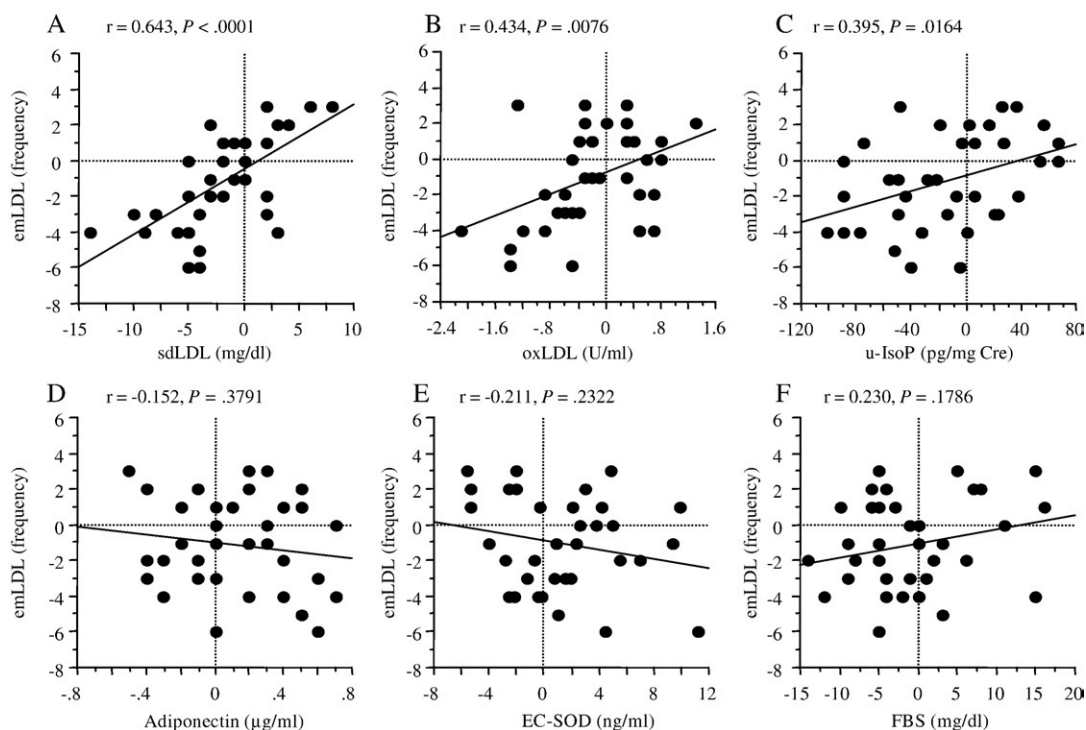 A r = 0.643, P < .0001
emLDL (frequency)
6
4
2
0
-2
-4
-6
-8
-15 -10 -5 0 5 10
sdLDL (mg/dl)
B r = 0.434, P = .0076
emLDL (frequency)
6
4
2
0
-2
-4
-6
-8
-2.4 -1.6 -.8 0 .8 1.6
oxLDL (U/ml)
C r = 0.395, P = .0164
emLDL (frequency)
6
4
2
0
-2
-4
-6
-8
-120 -80 -40 0 40 80
u-IsoP (pg/mg Cre)
D r = -0.152, P = .3791
emLDL (frequency)
6
4
2
0
-2
-4
-6
-8
-.8 -.4 0 .4 .8
Adiponectin (µg/ml)
E r = -0.211, P = .2322
emLDL (frequency)
6
4
2
0
-2
-4
-6
-8
-8 -4 0 4 8 12
EC-SOD (ng/ml)
F r = 0.230, P = .1786
emLDL (frequency)
6
4
2
0
-2
-4
-6
-8
-15 -10 -5 0 5 10 15 20
FBS (mg/dl)